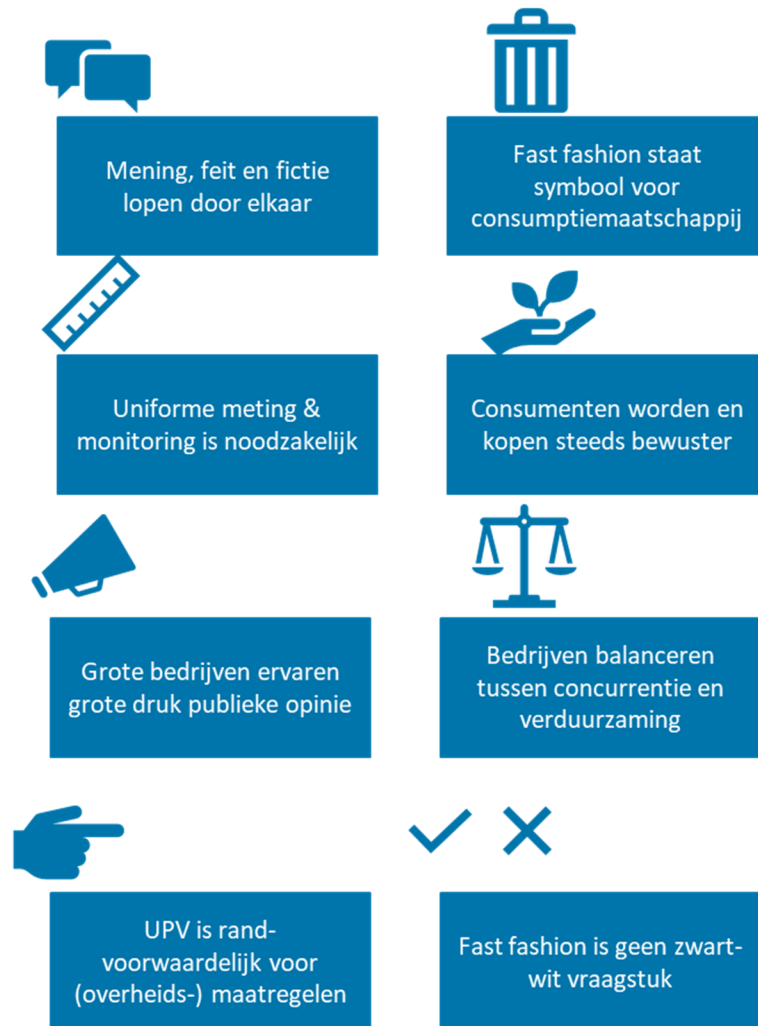 Mening, feit en fictie
lopen door elkaar
Fast fashion staat
symbool voor
consumptiemaatschappij
Uniforme meting &
monitoring is noodzakelijk
Consumenten worden en
kopen steeds bewuster
Grote bedrijven ervaren
grote druk publieke opinie
Bedrijven balanceren
tussen concurrentie en
verduurzaming
UPV is rand-
voorwaardelijk voor
(overheids-) maatregelen
Fast fashion is geen zwart-
wit vraagstuk